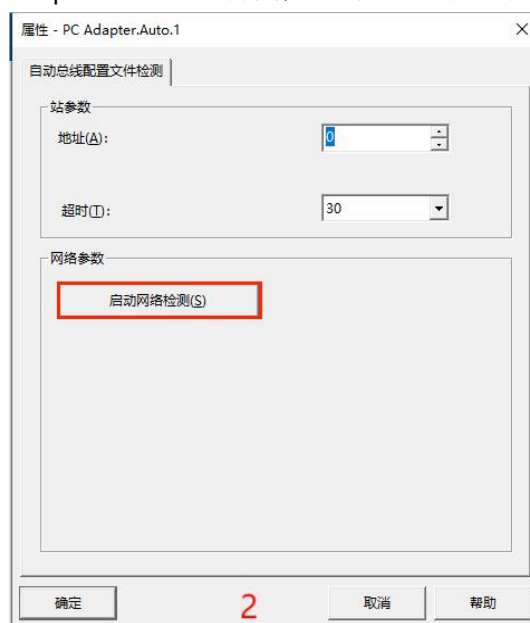 属性 - PC Adapter.Auto.1
自动总线配置文件检测
站参数
地址(A):
0
超时(T):
30
网络参数
启动网络检测(S)
确定
2
取消
帮助